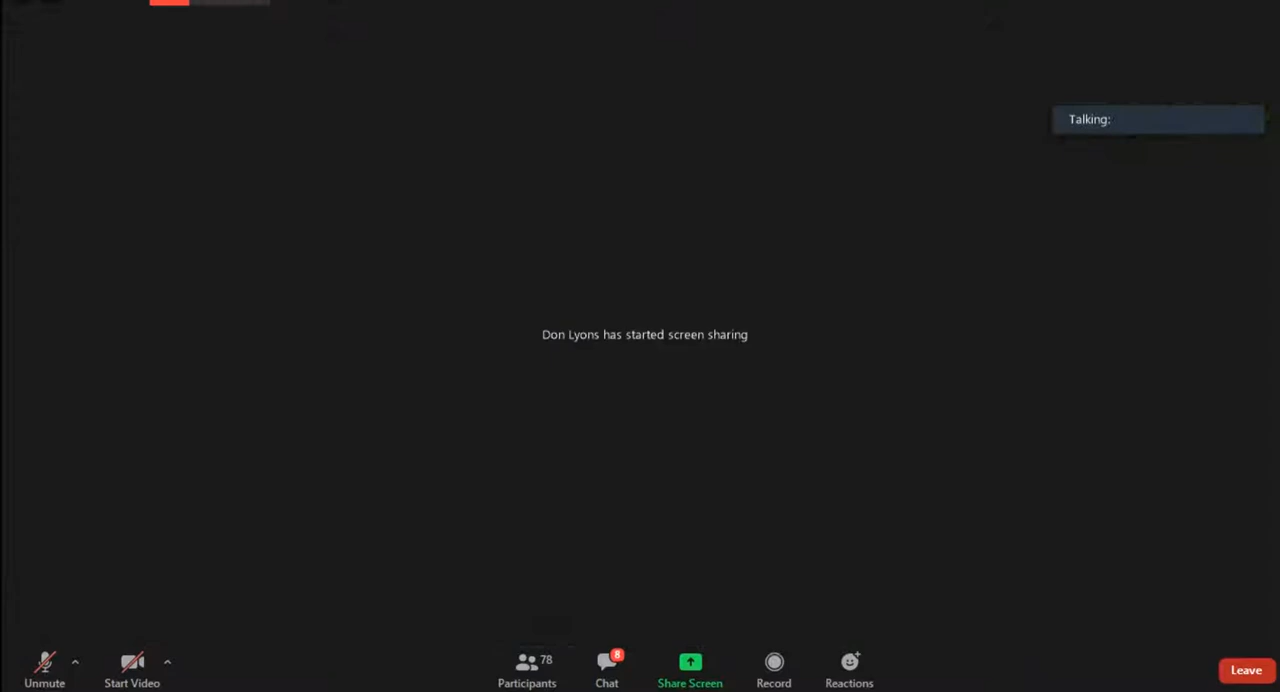 Talking:
Don Lyons has started screen sharing
78
8
Unmute
Start Video
Participants
Chat
Share Screen
Record
Reactions
Leave